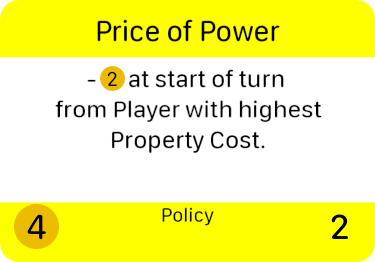 Price of Power
- 2 at start of turn
from Player with highest
Property Cost.
Policy
4
2